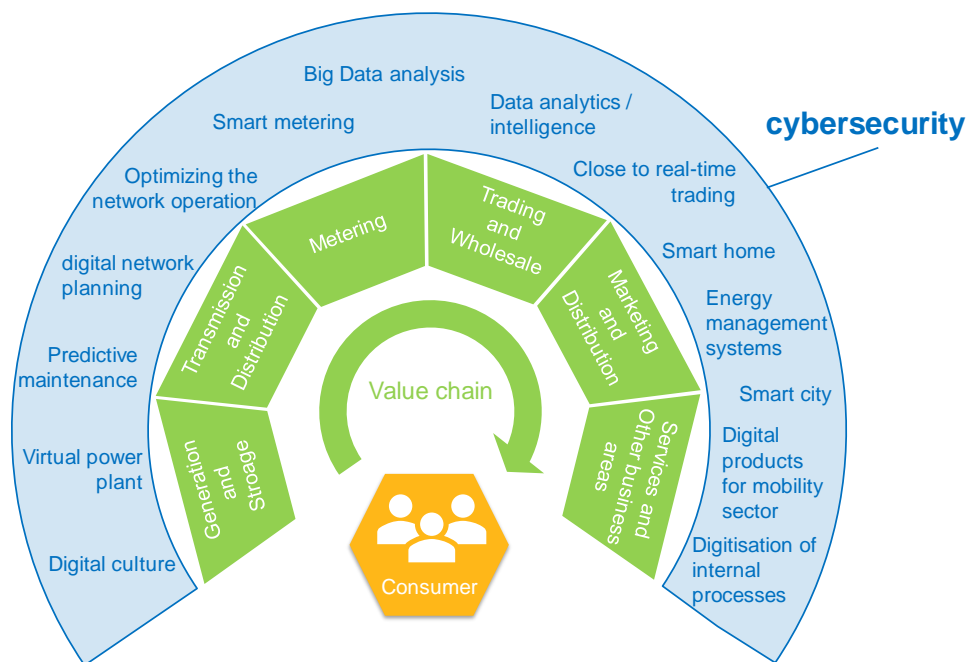 Big Data analysis
Smart metering
Data analytics /
intelligence
cybersecurity
Optimizing the
network operation
Close to real-time
trading
digital network
planning
Smart home
Predictive
maintenance
Energy
management
systems
Virtual power
plant
Smart city
Digital culture
Digital
products
for mobility
sector
Digitisation of
internal
processes
Generation
and
Stroage
Transmission
and
Distribution
Metering
Trading
and
Wholesale
Marketing
and
Distribution
Services and
Other business
areas
Value chain
Consumer